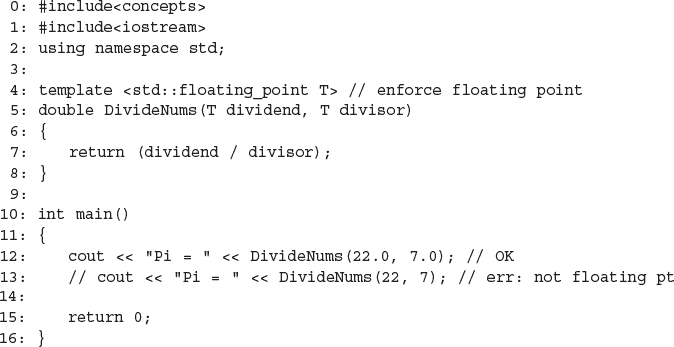 0: #include<concepts>
1: #include<iostream>
2: using namespace std;
3:
4: template <std::floating_point T> // enforce floating point
5: double DivideNums(T dividend, T divisor)
6: {
7:    return (dividend / divisor);
8: }
9:
10: int main()
11: {
12:    cout << "Pi = " << DivideNums(22.0, 7.0); // OK
13:    // cout << "Pi = " << DivideNums(22, 7); // err: not floating pt
14:
15:    return 0;
16: }